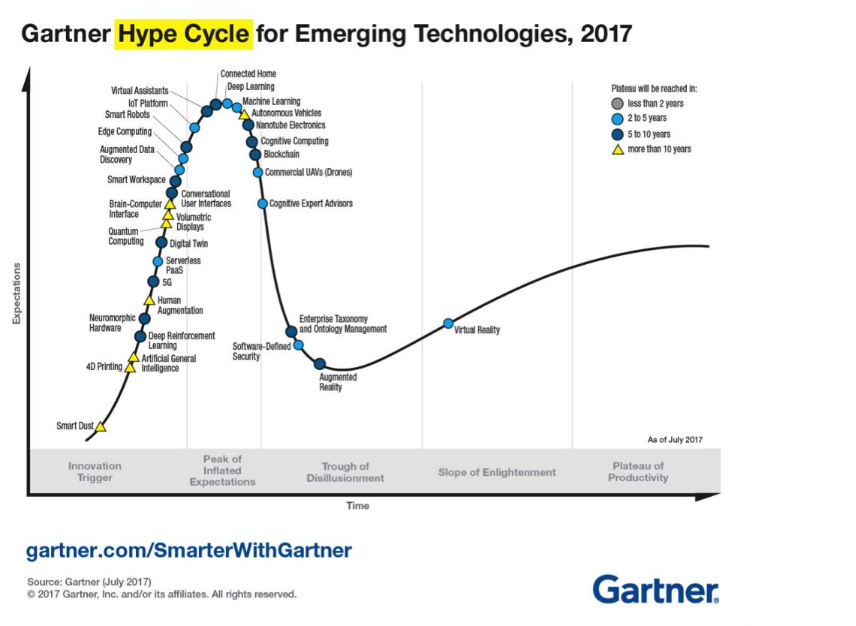 Gartner Hype Cycle for Emerging Technologies, 2017
Expectations
Connected Home
Deep Learning
Virtual Assistants
Machine Learning
IoT Platform
Autonomous Vehicles
Smart Robots
Nanotube Electronics
Edge Computing
Cognitive Computing
Augmented Data
Discovery
Blockchain
Commercial UAVs (Drones)
Smart Workspace
Conversational
User Interfaces
Brain-Computer
Interface
Cognitive Expert Advisors
Volumetric
Displays
Quantum
Computing
Digital Twin
Serverless
PaaS
5G
Human
Augmentation
Neuromorphic
Hardware
Deep Reinforcement
Learning
Artificial General
Intelligence
4D Printing
Smart Dust
Enterprise Taxonomy
and Ontology Management
Software-Defined
Security
Augmented
Reality
Virtual Reality
Plateau will be reached in:
less than 2 years
2 to 5 years
5 to 10 years
more than 10 years
As of July 2017
Innovation
Trigger
Peak of
Inflated
Expectations
Trough of
Disillusionment
Slope of Enlightenment
Plateau of
Productivity
Time
gartner.com/SmarterWithGartner
Source: Gartner (July 2017)
© 2017 Gartner, Inc. and/or its affiliates. All rights reserved.
Gartner®